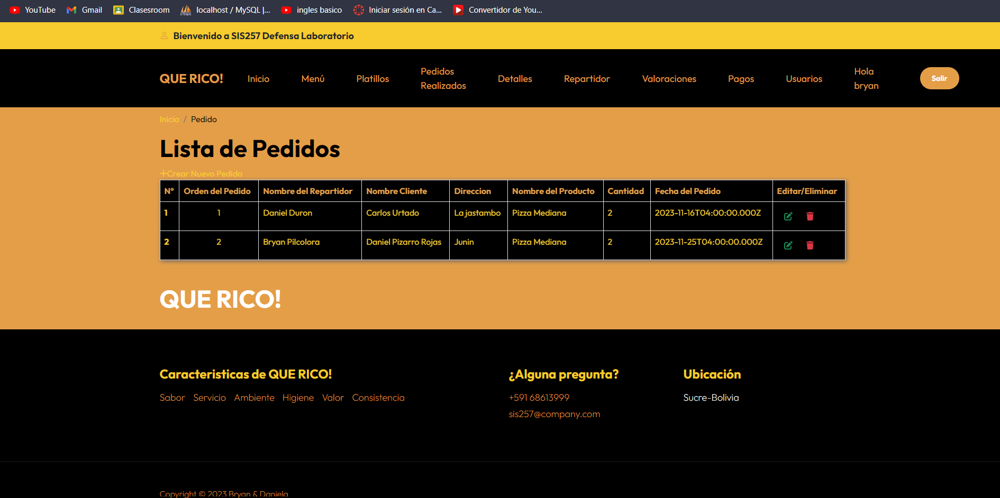 YouTube Gmail Clasesroom localhost / MySQL |... ingles basico Iniciar sesión en Ca... Convertidor de You...
Bienvenido a SIS257 Defensa Laboratorio
QUE RICO! Inicio Menú Platillos Pedidos Realizados Detalles Repartidor Valoraciones Pagos Usuarios Hola bryan Salir
Inicio / Pedido
Lista de Pedidos
+Crear Nuevo Pedido
N° Orden del Pedido Nombre del Repartidor Nombre Cliente Direccion Nombre del Producto Cantidad Fecha del Pedido Editar/Eliminar
1 1 Daniel Duron Carlos Urtado La jastambo Pizza Mediana 2 2023-11-16T04:00:00.000Z
2 2 Bryan Pilcolora Daniel Pizarro Rojas Junin Pizza Mediana 2 2023-11-25T04:00:00.000Z
QUE RICO!
Caracteristicas de QUE RICO! ¿Alguna pregunta? Ubicación
Sabor Servicio Ambiente Higiene Valor Consistencia +591 68613999 Sucre-Bolivia
sis257@company.com
Copyright © 2023 Bryan & Daniela